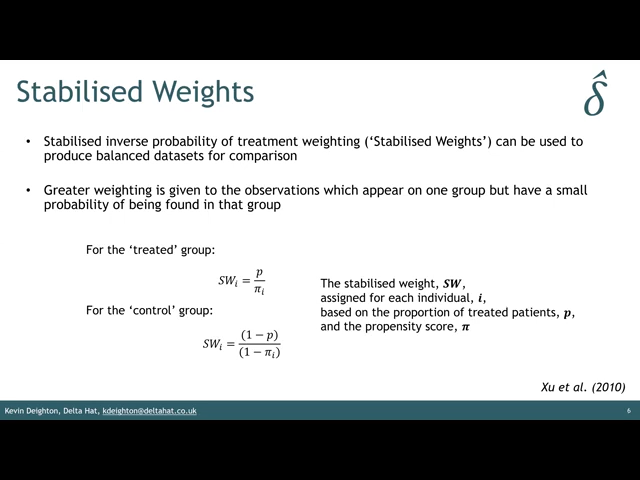 Stabilised Weights
δ̂
• Stabilised inverse probability of treatment weighting (‘Stabilised Weights’) can be used to
produce balanced datasets for comparison
• Greater weighting is given to the observations which appear on one group but have a small
probability of being found in that group
For the ‘treated’ group:
SWᵢ = p / πᵢ
For the ‘control’ group:
SWᵢ = (1 − p) / (1 − πᵢ)
The stabilised weight, SW,
assigned for each individual, i,
based on the proportion of treated patients, p,
and the propensity score, π
Xu et al. (2010)
Kevin Deighton, Delta Hat, kdeighton@deltahat.co.uk
6